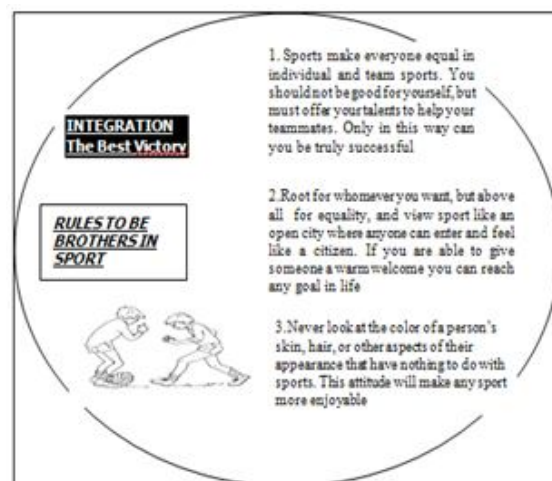 INTEGRATION
The Best Victory
RULES TO BE
BROTHERS IN
SPORT
1. Sports make everyone equal in
individual and team sports. You
should not be good for yourself, but
must offer your talents to help your
teammates. Only in this way can
you be truly successful
2.Root for whomever you want, but above
all for equality, and view sport like an
open city where anyone can enter and feel
like a citizen. If you are able to give
someone a warm welcome you can reach
any goal in life
3.Never look at the color of a person's
skin, hair, or other aspects of their
appearance that have nothing to do with
sports. This attitude will make any sport
more enjoyable